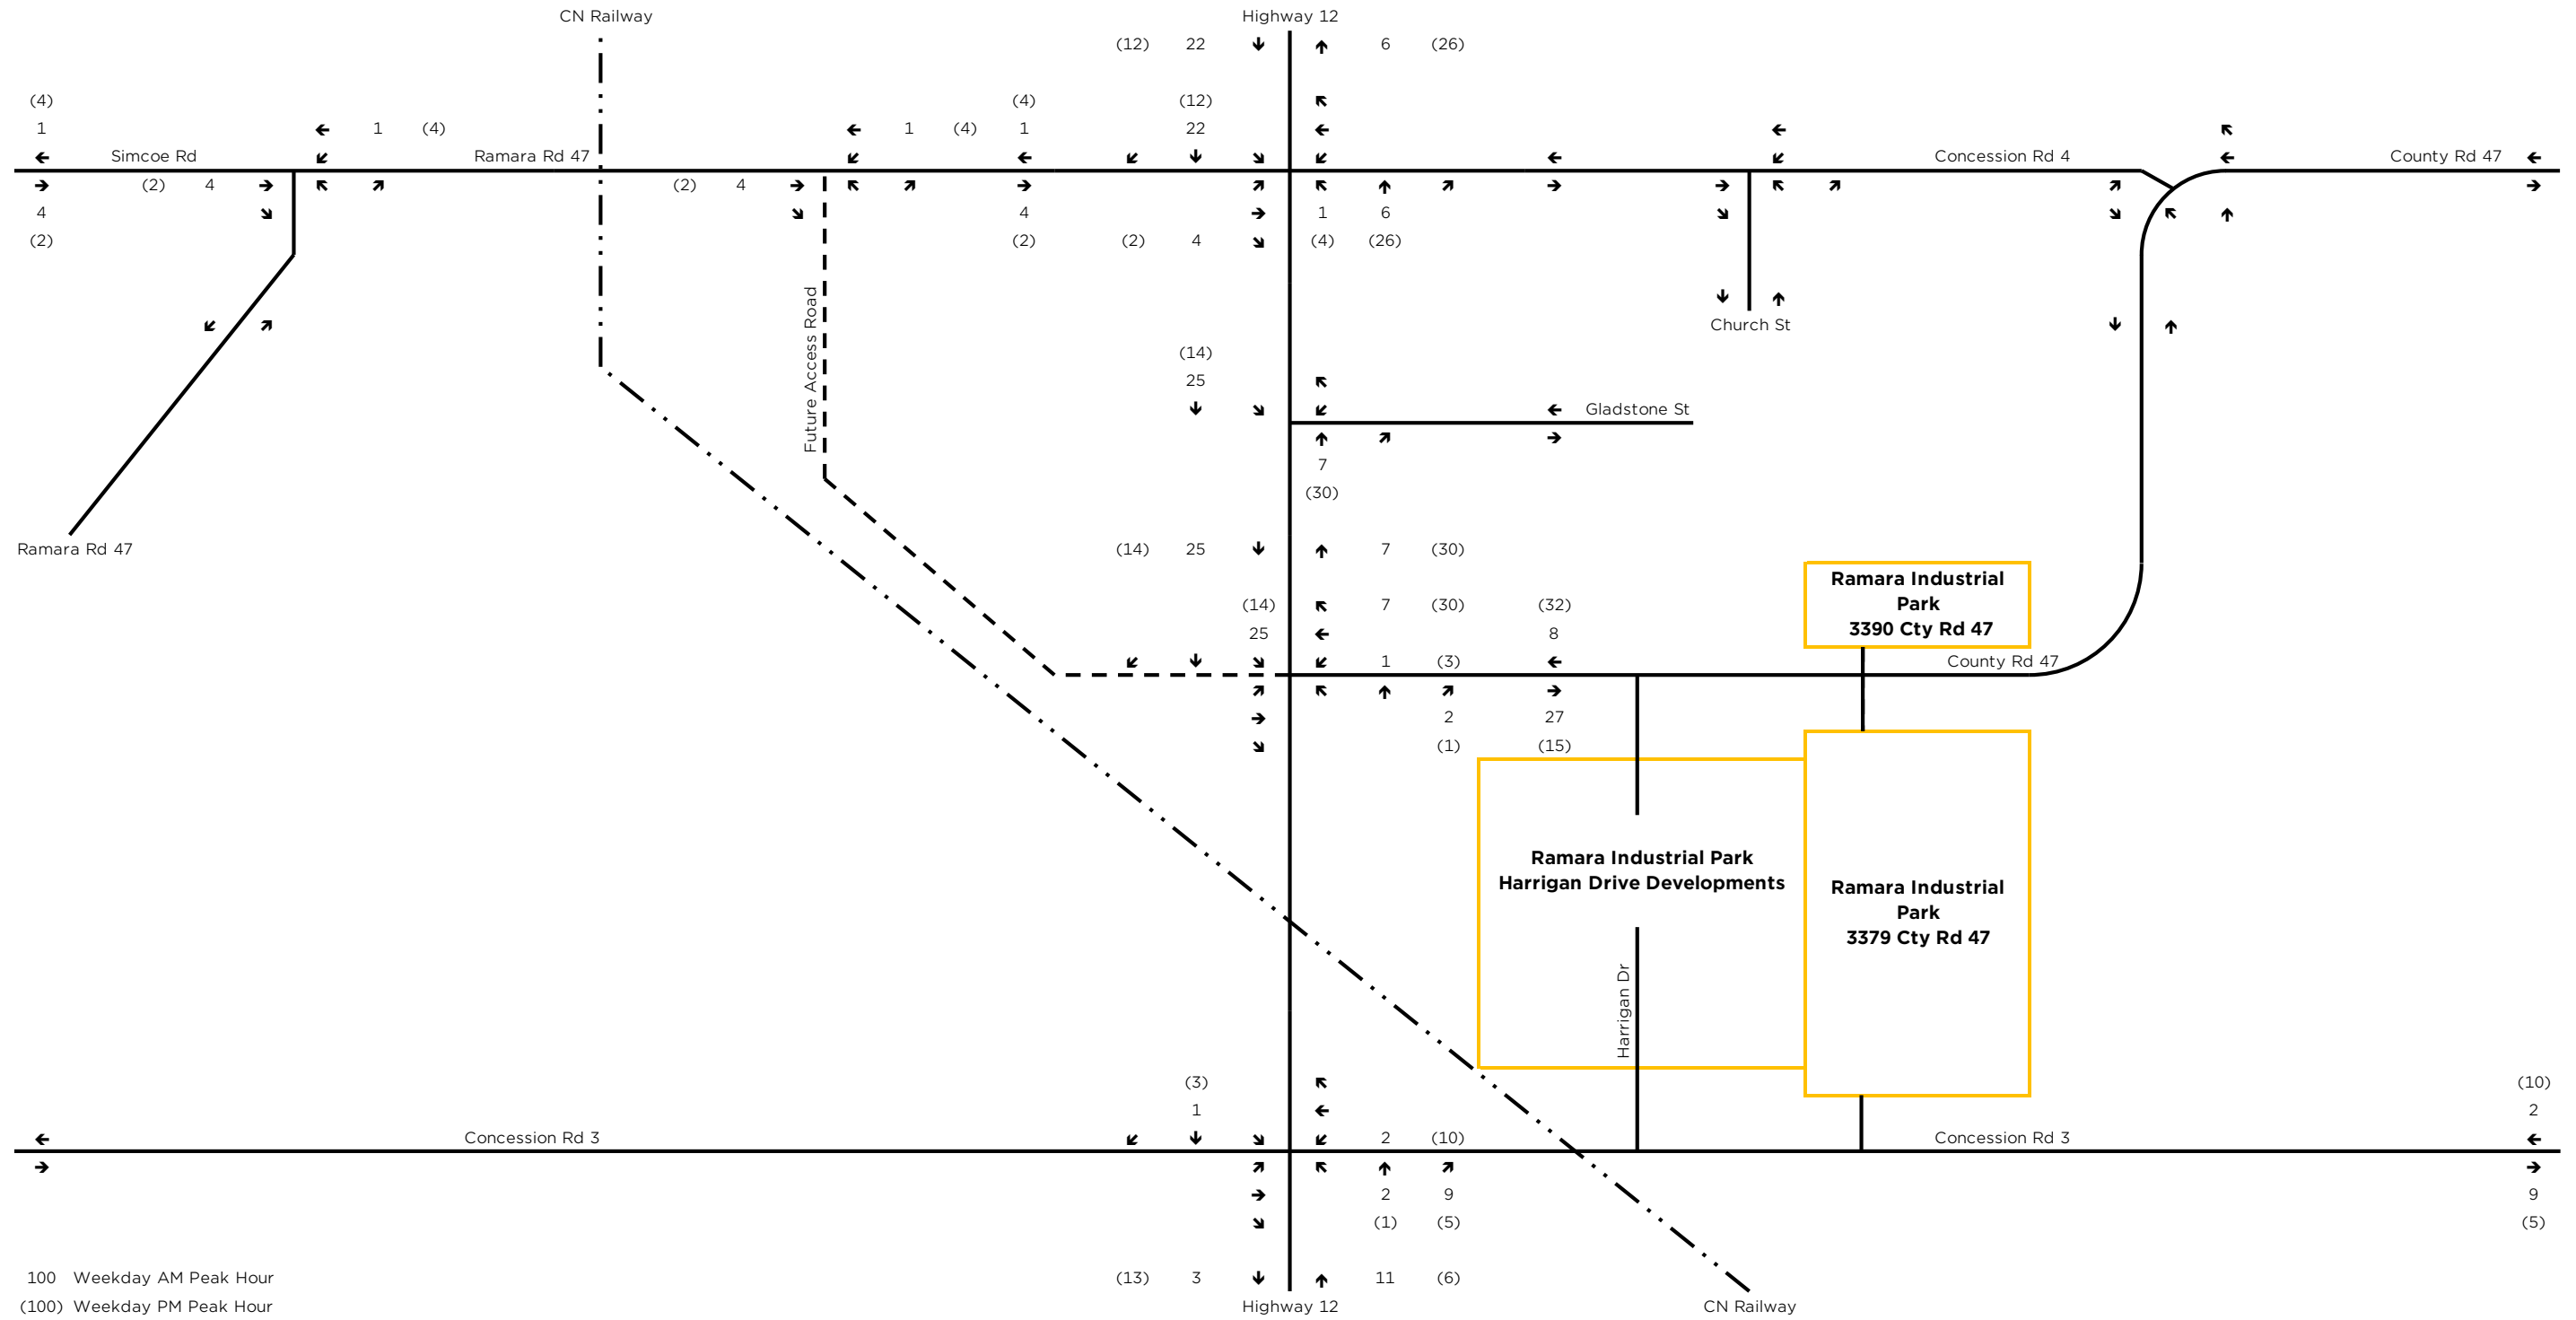 CN Railway
Highway 12
(12) 22 6 (26)
(4) (4) (12)
1 1 (4) 1 (4) 1 22
Simcoe Rd Ramara Rd 47 Concession Rd 4 County Rd 47
(2) 4 (2) 4
4 4 1 6
(2) (2) (2) 4 (4) (26)
Future Access Road
Church St
(14)
25
Gladstone St
7
(30)
Ramara Rd 47
(14) 25 7 (30)
Ramara Industrial
Park
3390 Cty Rd 47
(14) 7 (30) (32)
25 8
1 (3) County Rd 47
2 27
(1) (15)
Ramara Industrial Park
Harrigan Drive Developments
Ramara Industrial
Park
3379 Cty Rd 47
Harrigan Dr
(3) (10)
1 2
Concession Rd 3 2 (10) Concession Rd 3
2 9 9
(1) (5) (5)
100 Weekday AM Peak Hour (13) 3 11 (6)
(100) Weekday PM Peak Hour Highway 12 CN Railway